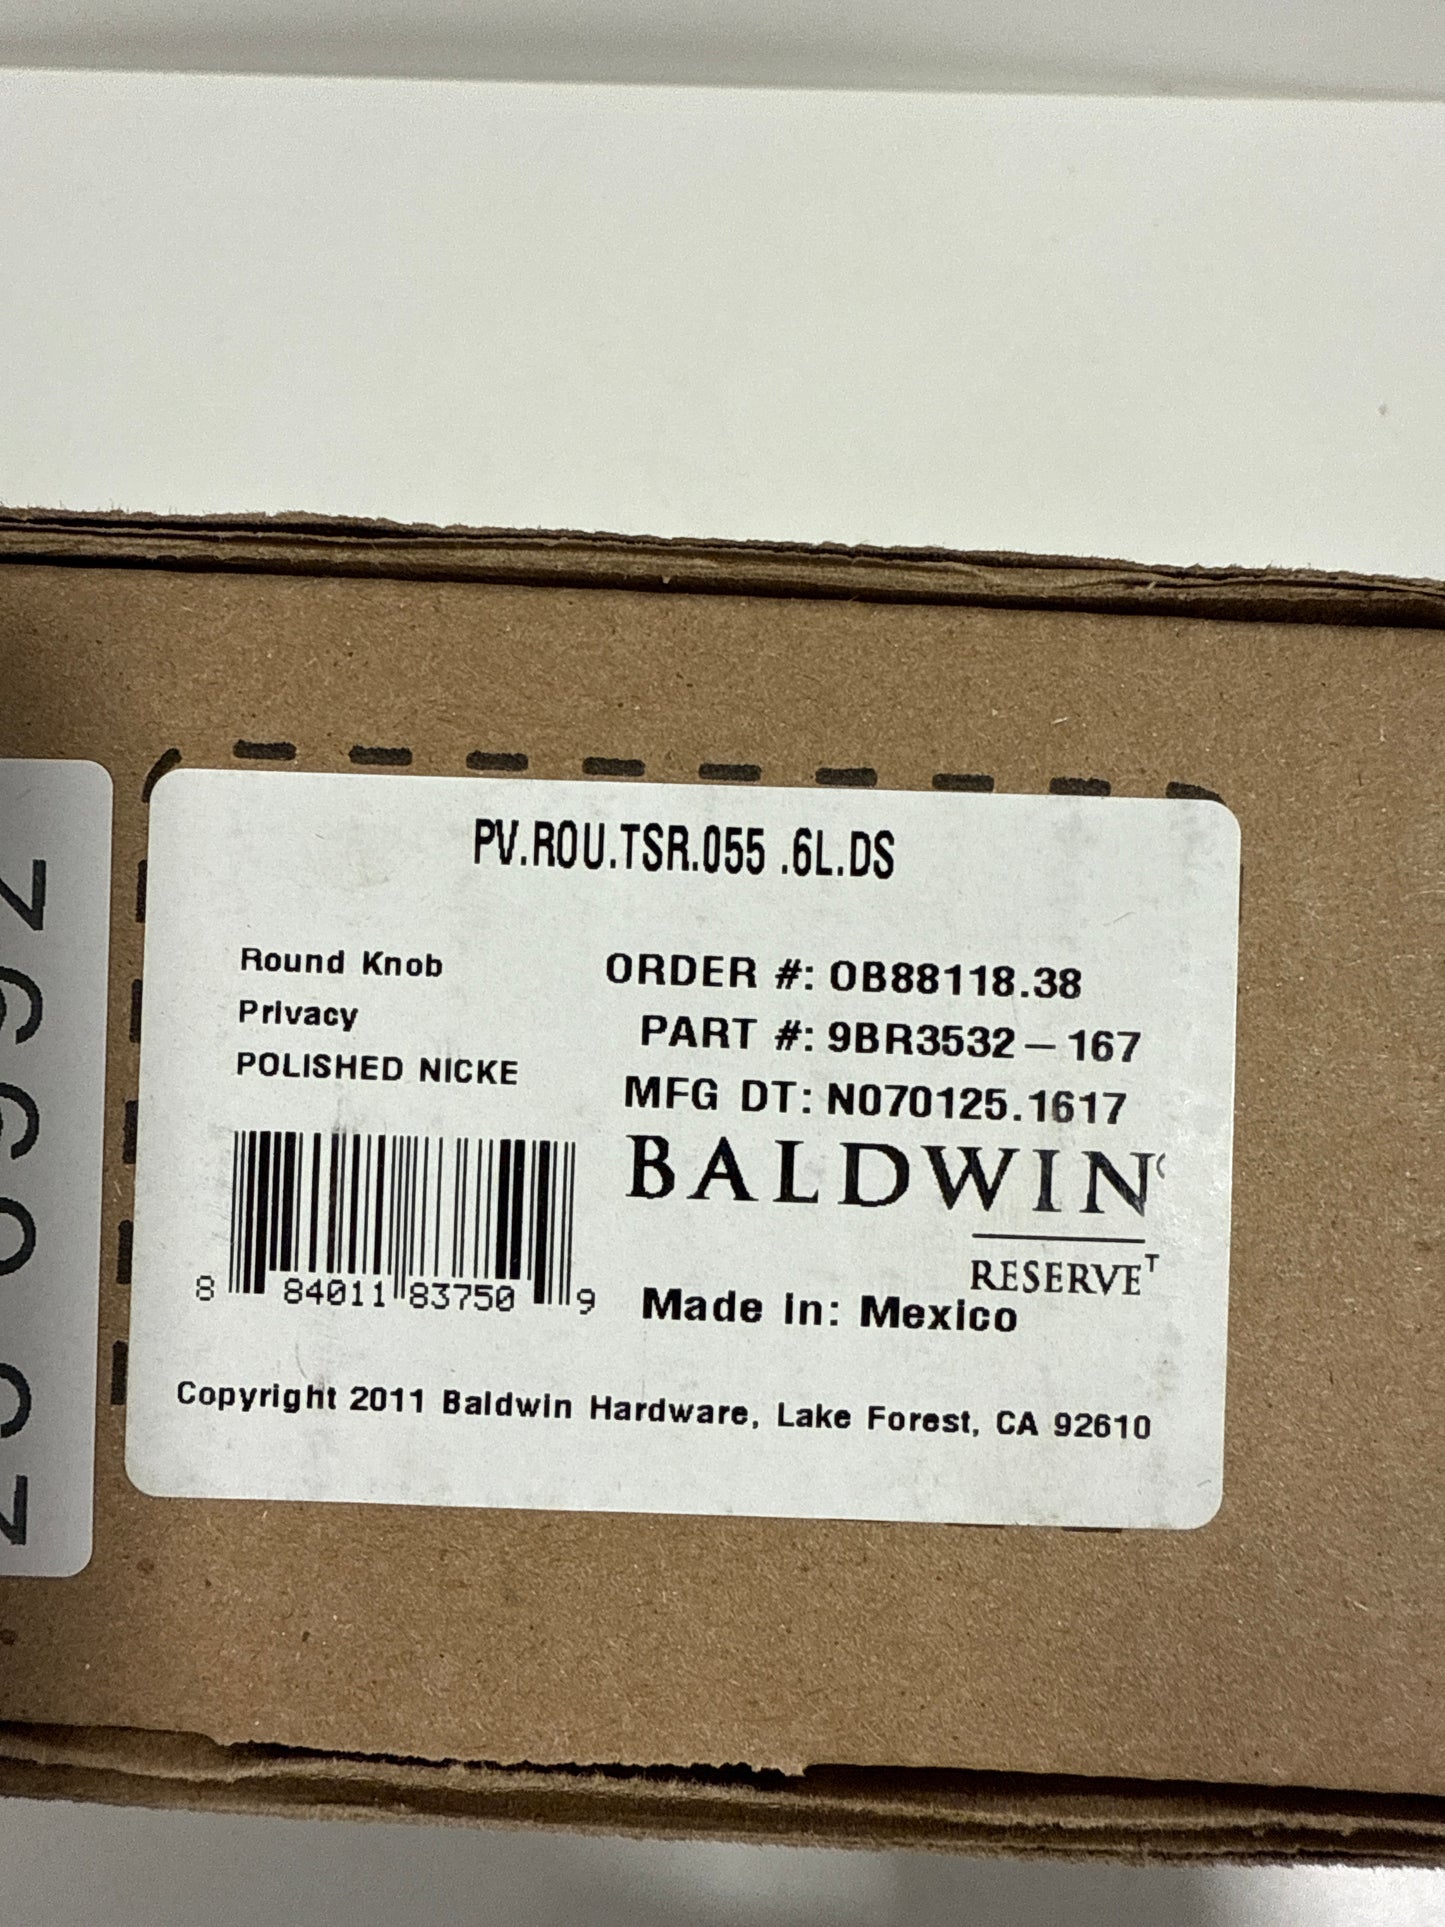 PV.ROU.TSR.055 .6L.DS
Round Knob
Privacy
POLISHED NICKE
ORDER #: OB88118.38
PART #: 9BR3532-167
MFG DT: N070125.1617
BALDWIN
RESERVE T
8 84011 83750 9
Made in: Mexico
Copyright 2011 Baldwin Hardware, Lake Forest, CA 92610